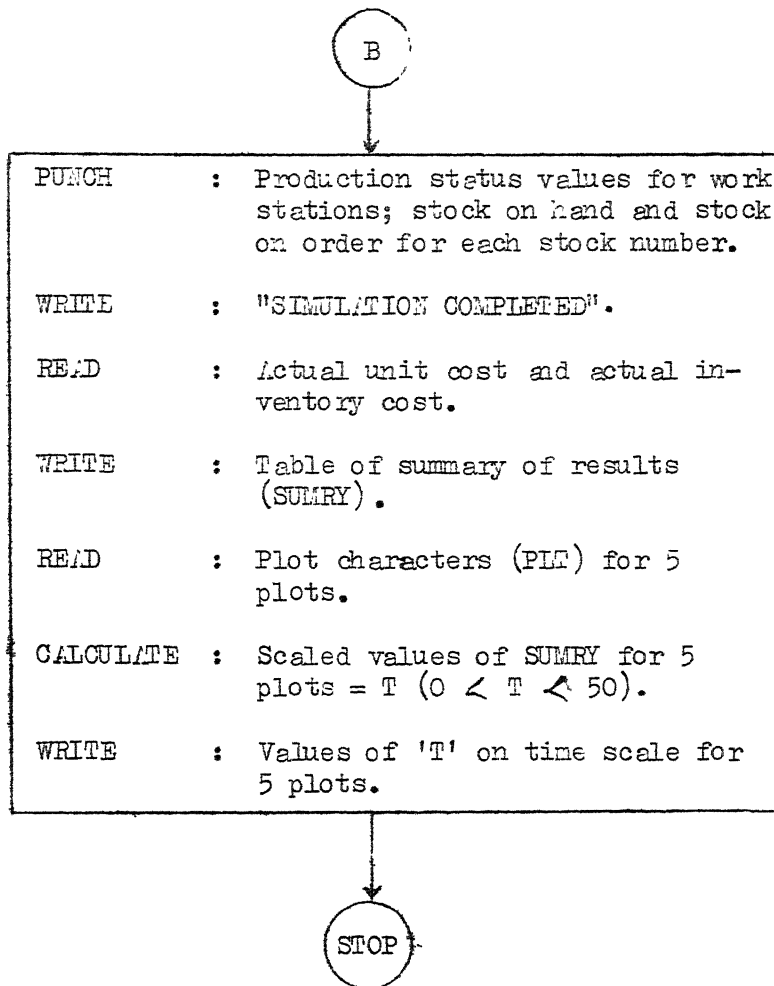 B
PUNCH : Production status values for work
stations; stock on hand and stock
on order for each stock number.
WRITE : "SIMULATION COMPLETED".
READ : Actual unit cost and actual in-
ventory cost.
WRITE : Table of summary of results
(SUMRY).
READ : Plot characters (PLT) for 5
plots.
CALCULATE : Scaled values of SUMRY for 5
plots = T (0 < T < 50).
WRITE : Values of 'T' on time scale for
5 plots.
STOP